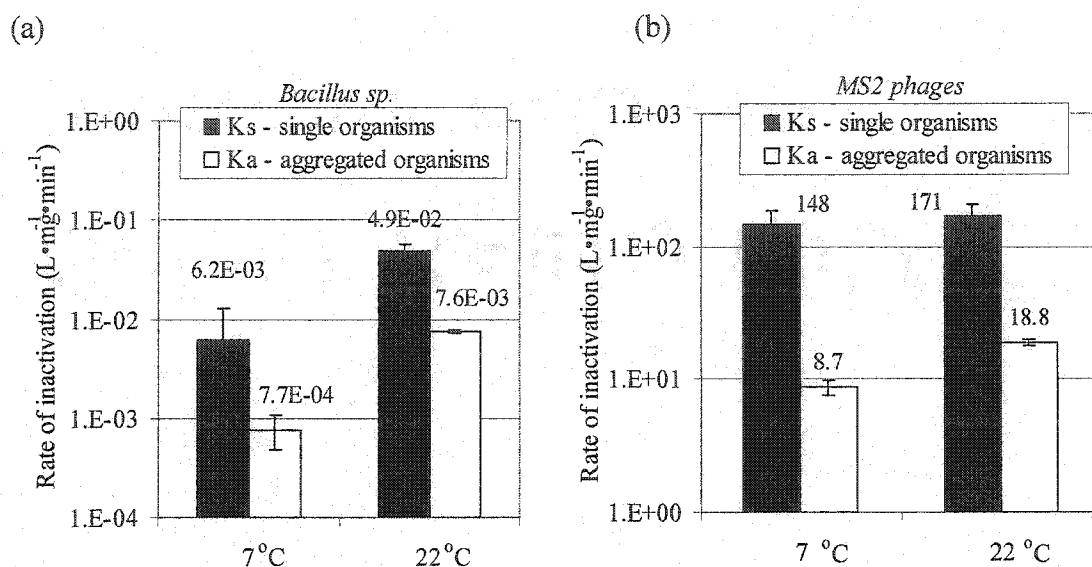 (a)
Bacillus sp.
Ks - single organisms
Ka - aggregated organisms
Rate of inactivation (L•mg⁻¹•min⁻¹)
1.E+00
1.E-01
1.E-02
1.E-03
1.E-04
6.2E-03
7.7E-04
4.9E-02
7.6E-03
7 °C
22 °C
(b)
MS2 phages
Ks - single organisms
Ka - aggregated organisms
Rate of inactivation (L•mg⁻¹•min⁻¹)
1.E+03
1.E+02
1.E+01
1.E+00
148
8.7
171
18.8
7 °C
22 °C